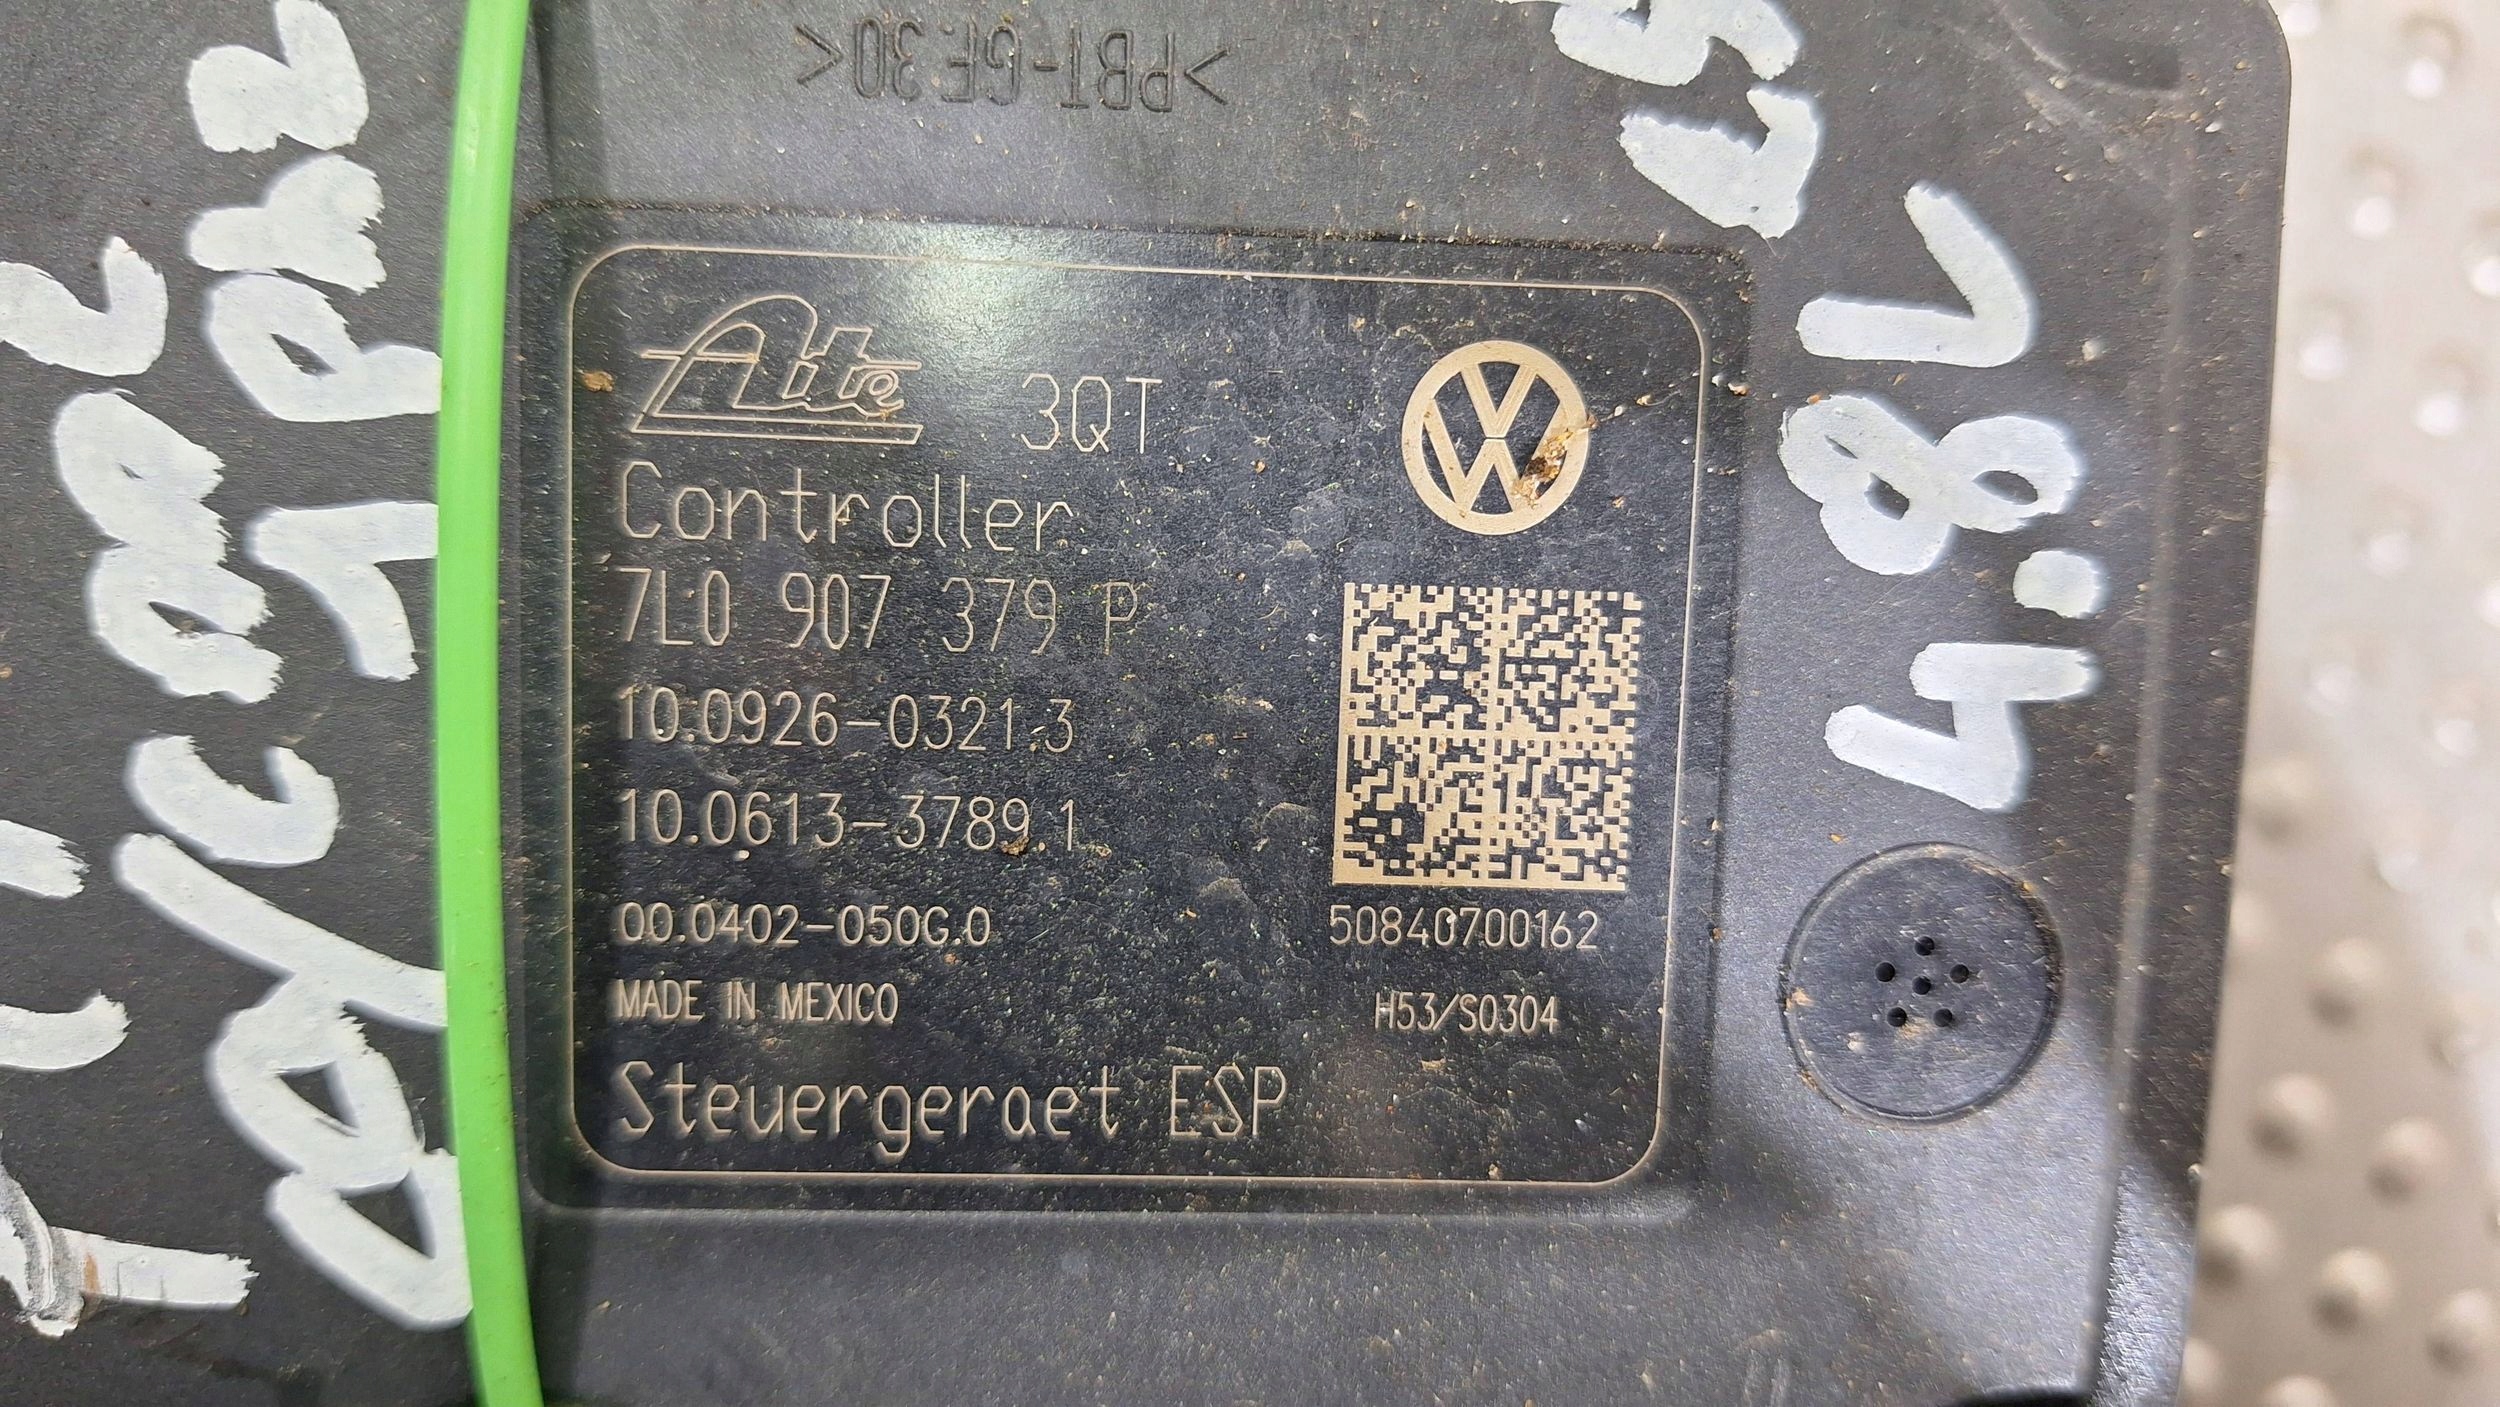 >PBT-GF30<
Ate 3QT
Controller
7L0 907 379 P
10.0926-0321.3
10.0613-3789.1
00.0402-050G.0
50840700162
MADE IN MEXICO
H53/S0304
Steuergeraet ESP
4.8L